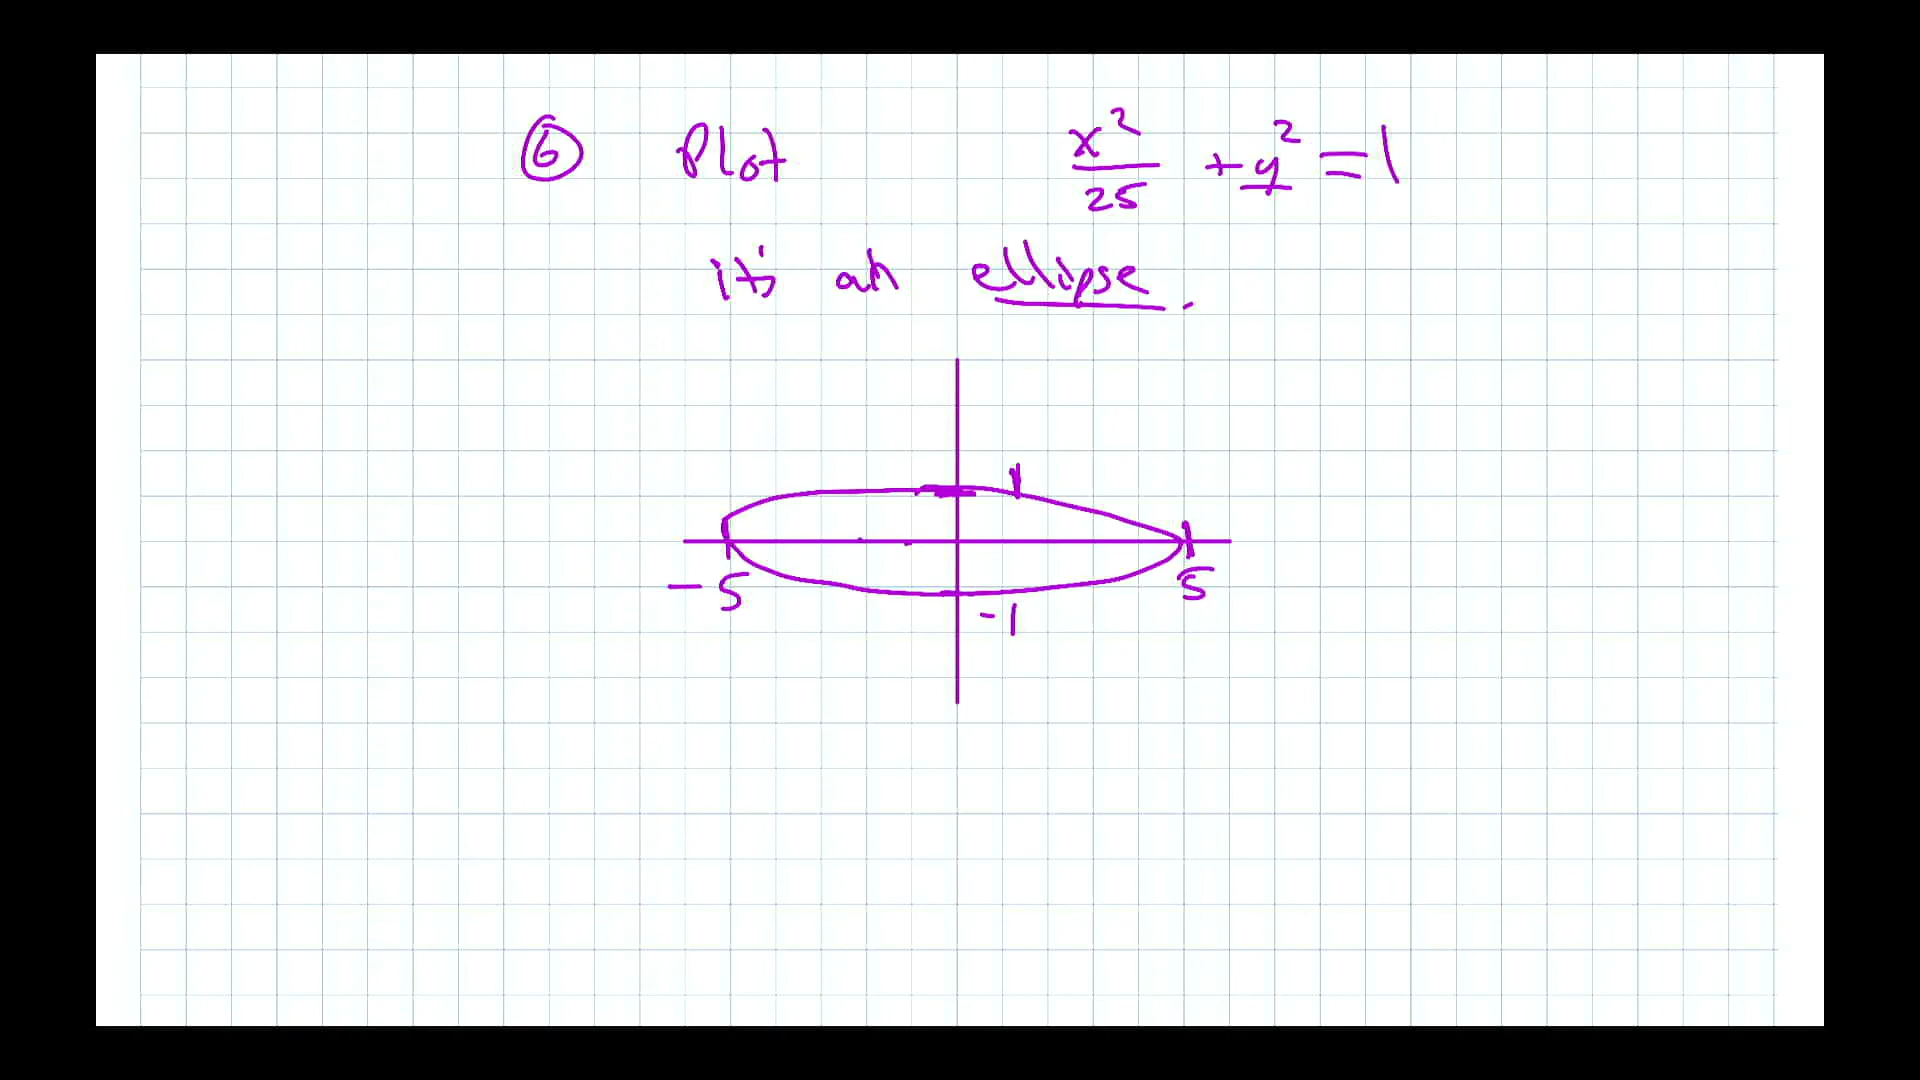 ⑥ Plot x²/25 + y² = 1
it's an ellipse.
1
-5 5
-1